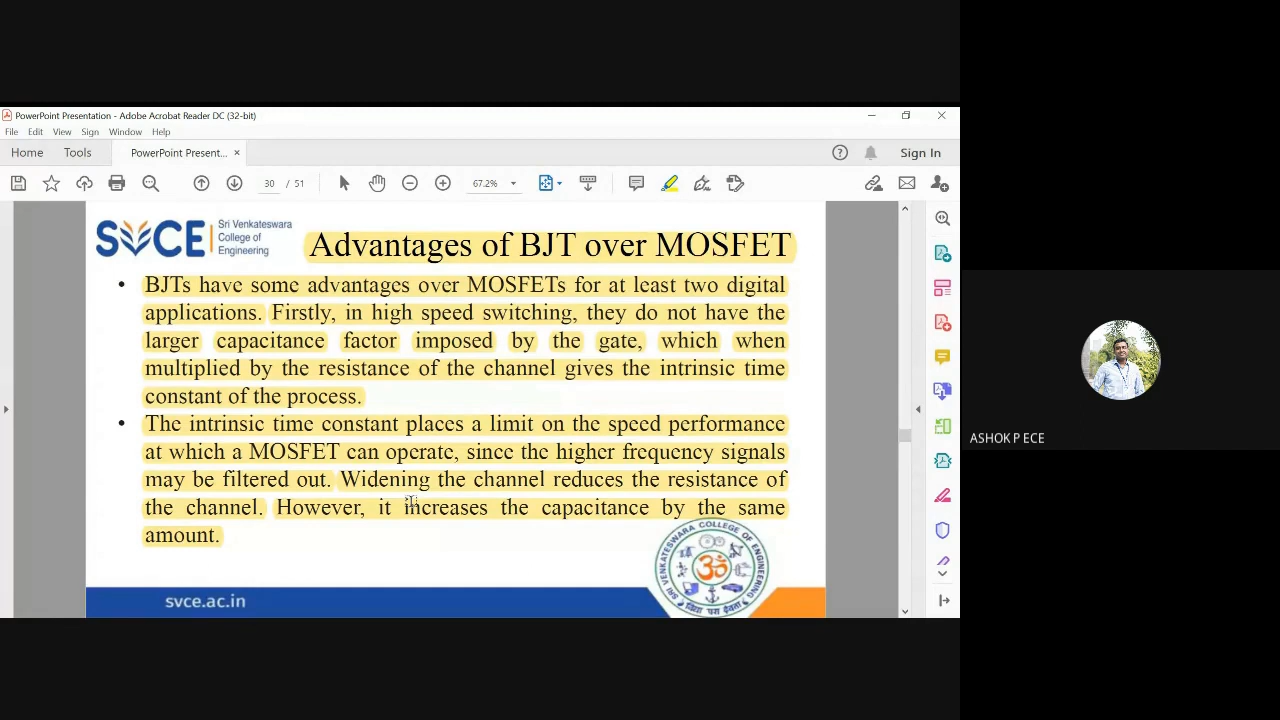 PowerPoint Presentation - Adobe Acrobat Reader DC (32-bit)
File Edit View Sign Window Help
Home Tools PowerPoint Present... × Sign In
30 / 51 67.2%
SVCE
Sri Venkateswara
College of
Engineering
Advantages of BJT over MOSFET
• BJTs have some advantages over MOSFETs for at least two digital
applications. Firstly, in high speed switching, they do not have the
larger capacitance factor imposed by the gate, which when
multiplied by the resistance of the channel gives the intrinsic time
constant of the process.
• The intrinsic time constant places a limit on the speed performance
at which a MOSFET can operate, since the higher frequency signals
may be filtered out. Widening the channel reduces the resistance of
the channel. However, it increases the capacitance by the same
amount.
svce.ac.in
SRI VENKATESWARA COLLEGE OF ENGINEERING
ASHOK P ECE